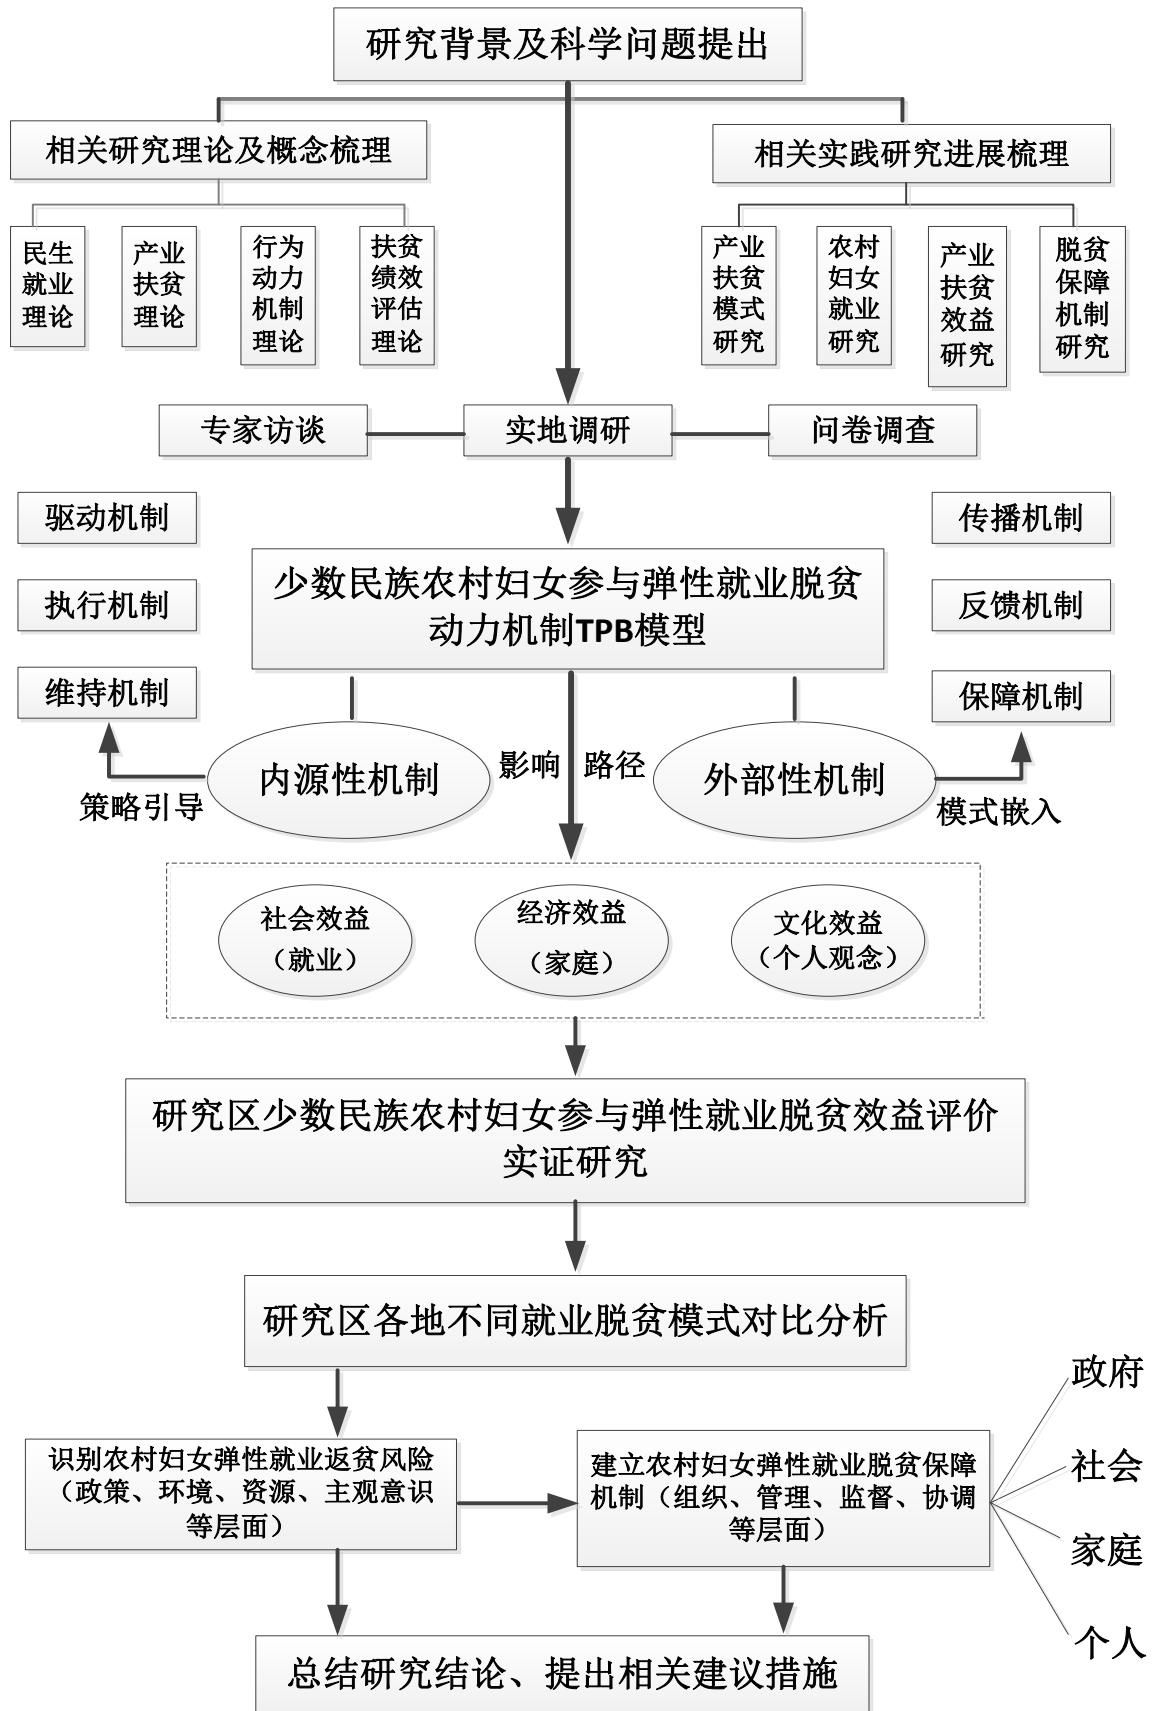 研究背景及科学问题提出
相关研究理论及概念梳理
相关实践研究进展梳理
民生
就业
理论
产业
扶贫
理论
行为
动力
机制
理论
扶贫
绩效
评估
理论
产业
扶贫
模式
研究
农村
妇女
就业
研究
产业
扶贫
效益
研究
脱贫
保障
机制
研究
专家访谈
实地调研
问卷调查
驱动机制
执行机制
维持机制
传播机制
反馈机制
保障机制
少数民族农村妇女参与弹性就业脱贫
动力机制TPB模型
内源性机制
影响
路径
外部性机制
策略引导
模式嵌入
社会效益
（就业）
经济效益
（家庭）
文化效益
（个人观念）
研究区少数民族农村妇女参与弹性就业脱贫效益评价
实证研究
研究区各地不同就业脱贫模式对比分析
识别农村妇女弹性就业返贫风险
（政策、环境、资源、主观意识
等层面）
建立农村妇女弹性就业脱贫保障
机制（组织、管理、监督、协调
等层面）
政府
社会
家庭
个人
总结研究结论、提出相关建议措施